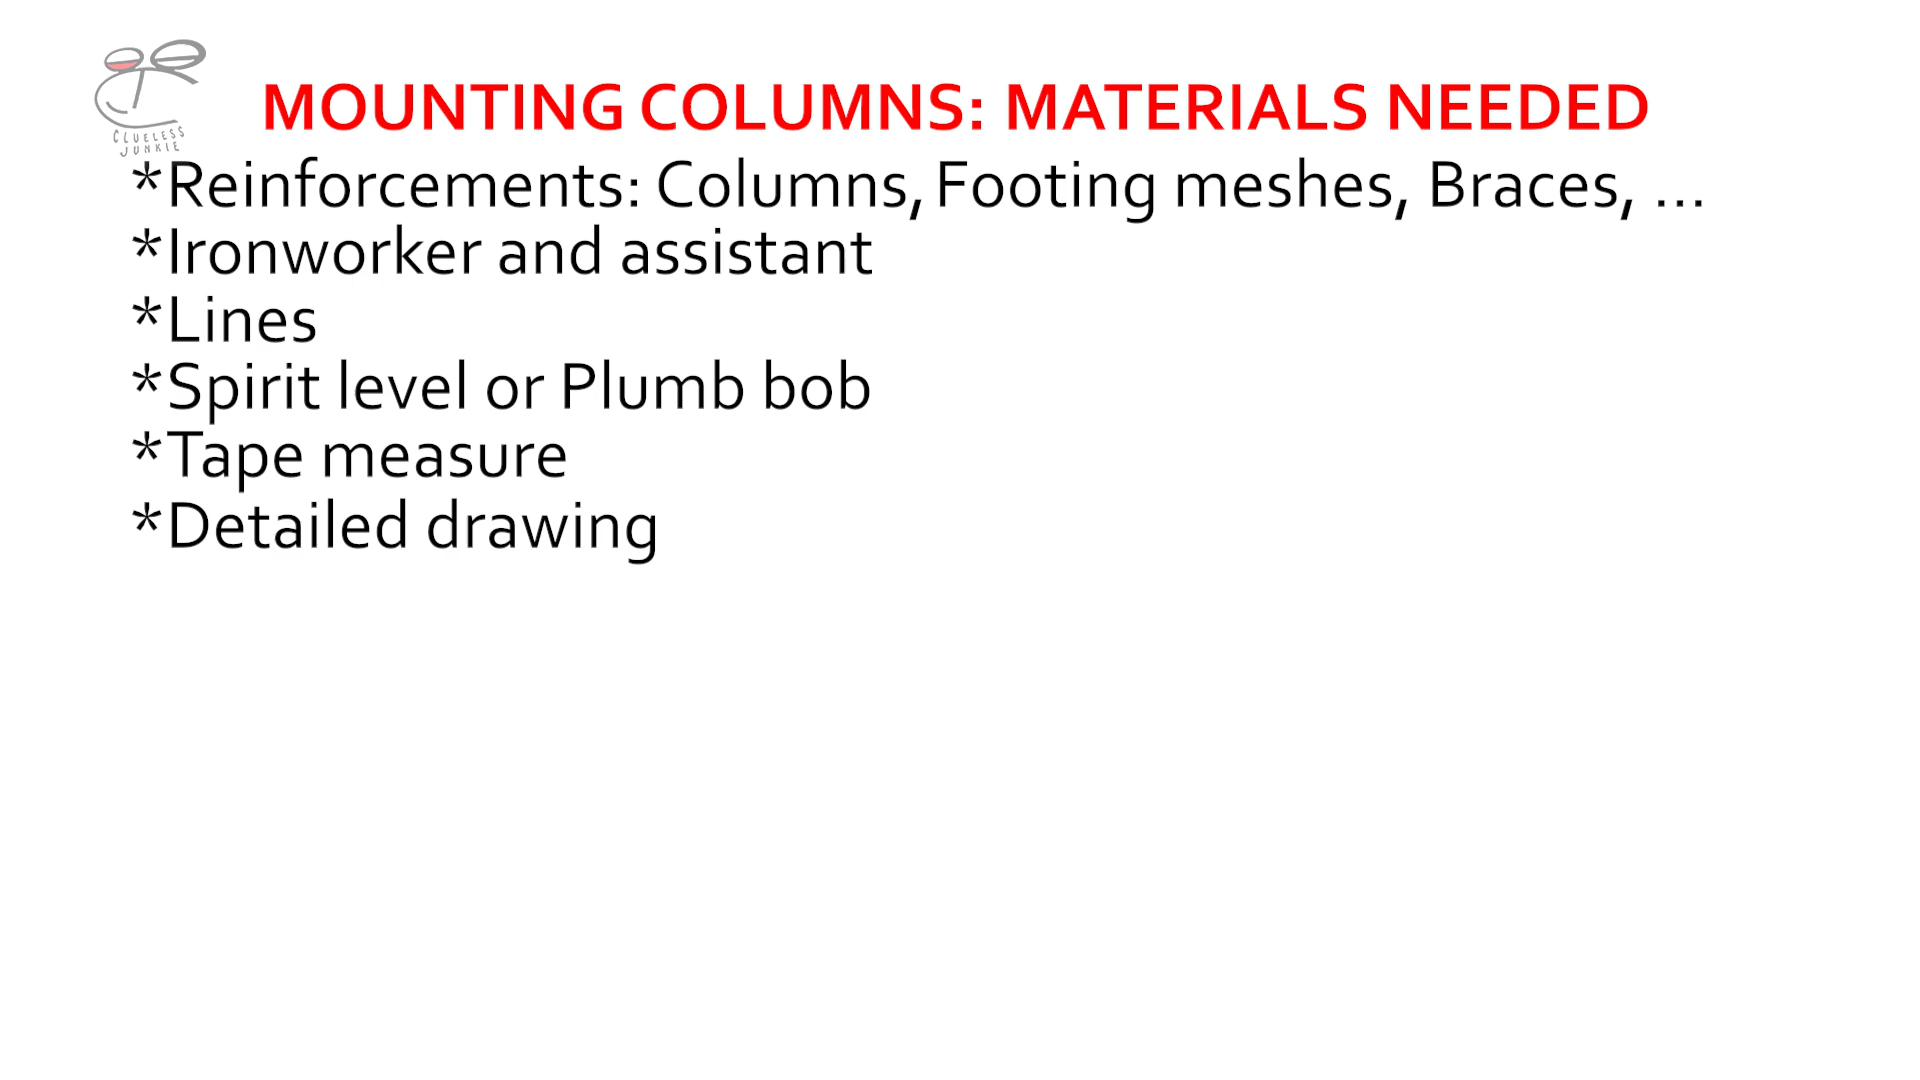 CLUELESS
JUNKIE
MOUNTING COLUMNS: MATERIALS NEEDED
*Reinforcements: Columns, Footing meshes, Braces, ...
*Ironworker and assistant
*Lines
*Spirit level or Plumb bob
*Tape measure
*Detailed drawing